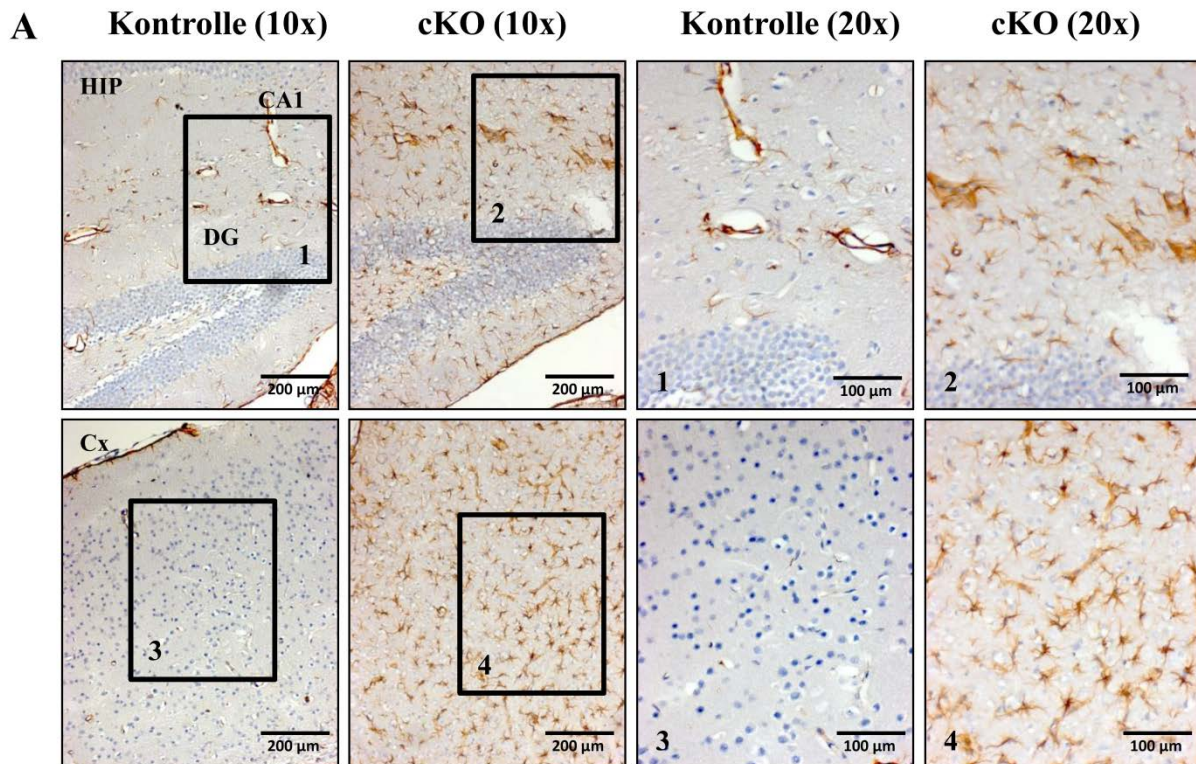 A
Kontrolle (10x) cKO (10x) Kontrolle (20x) cKO (20x)
HIP
CA1
DG
1
200 µm
2
200 µm
1
100 µm
2
100 µm
Cx
3
200 µm
4
200 µm
3
100 µm
4
100 µm